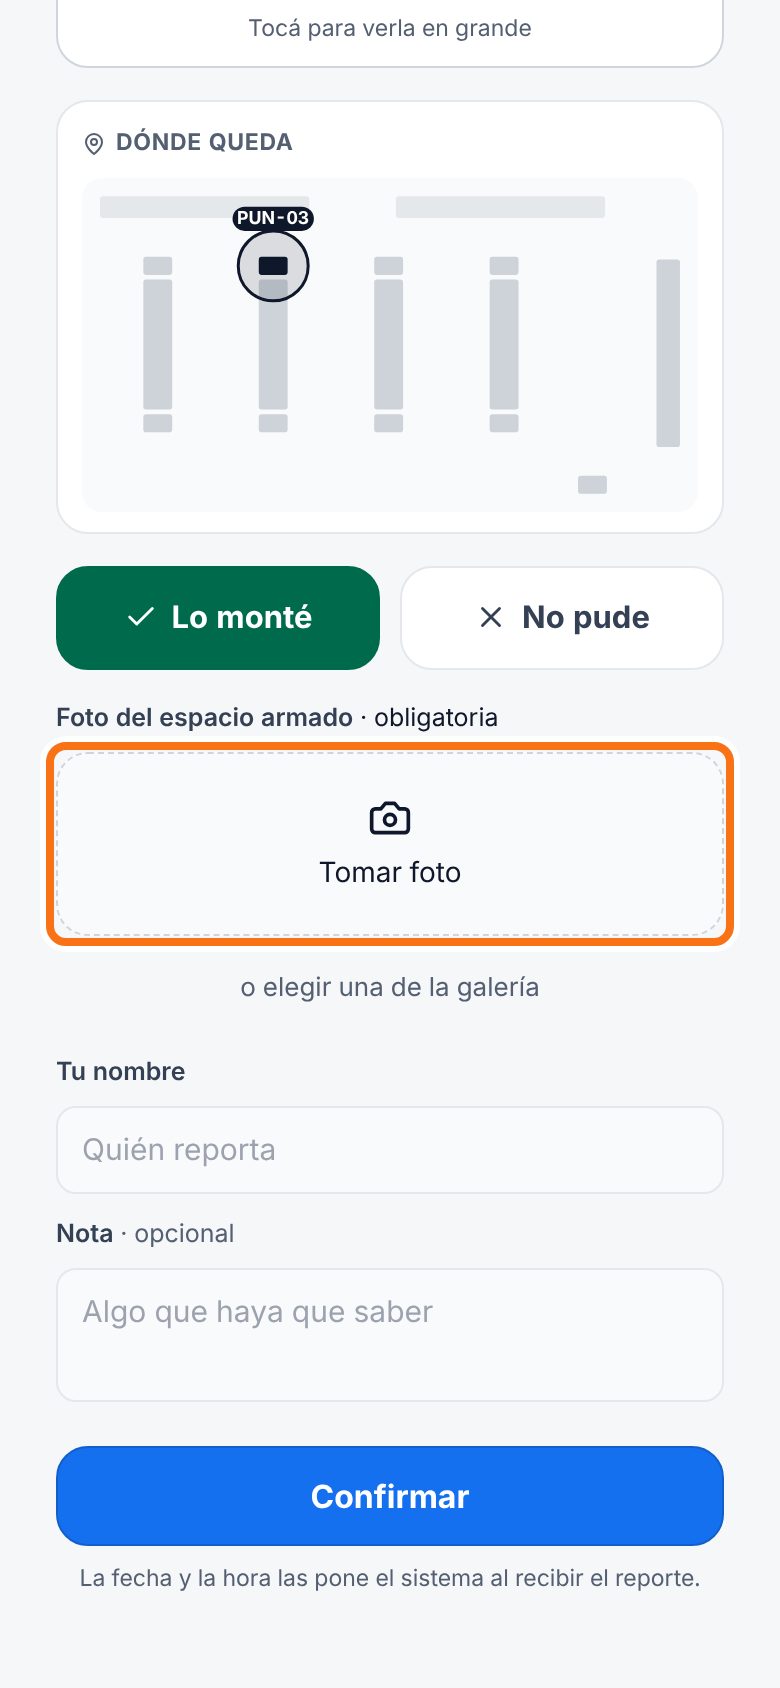 Tocá para verla en grande
DÓNDE QUEDA
PUN-03
Lo monté
No pude
Foto del espacio armado · obligatoria
Tomar foto
o elegir una de la galería
Tu nombre
Quién reporta
Nota · opcional
Algo que haya que saber
Confirmar
La fecha y la hora las pone el sistema al recibir el reporte.